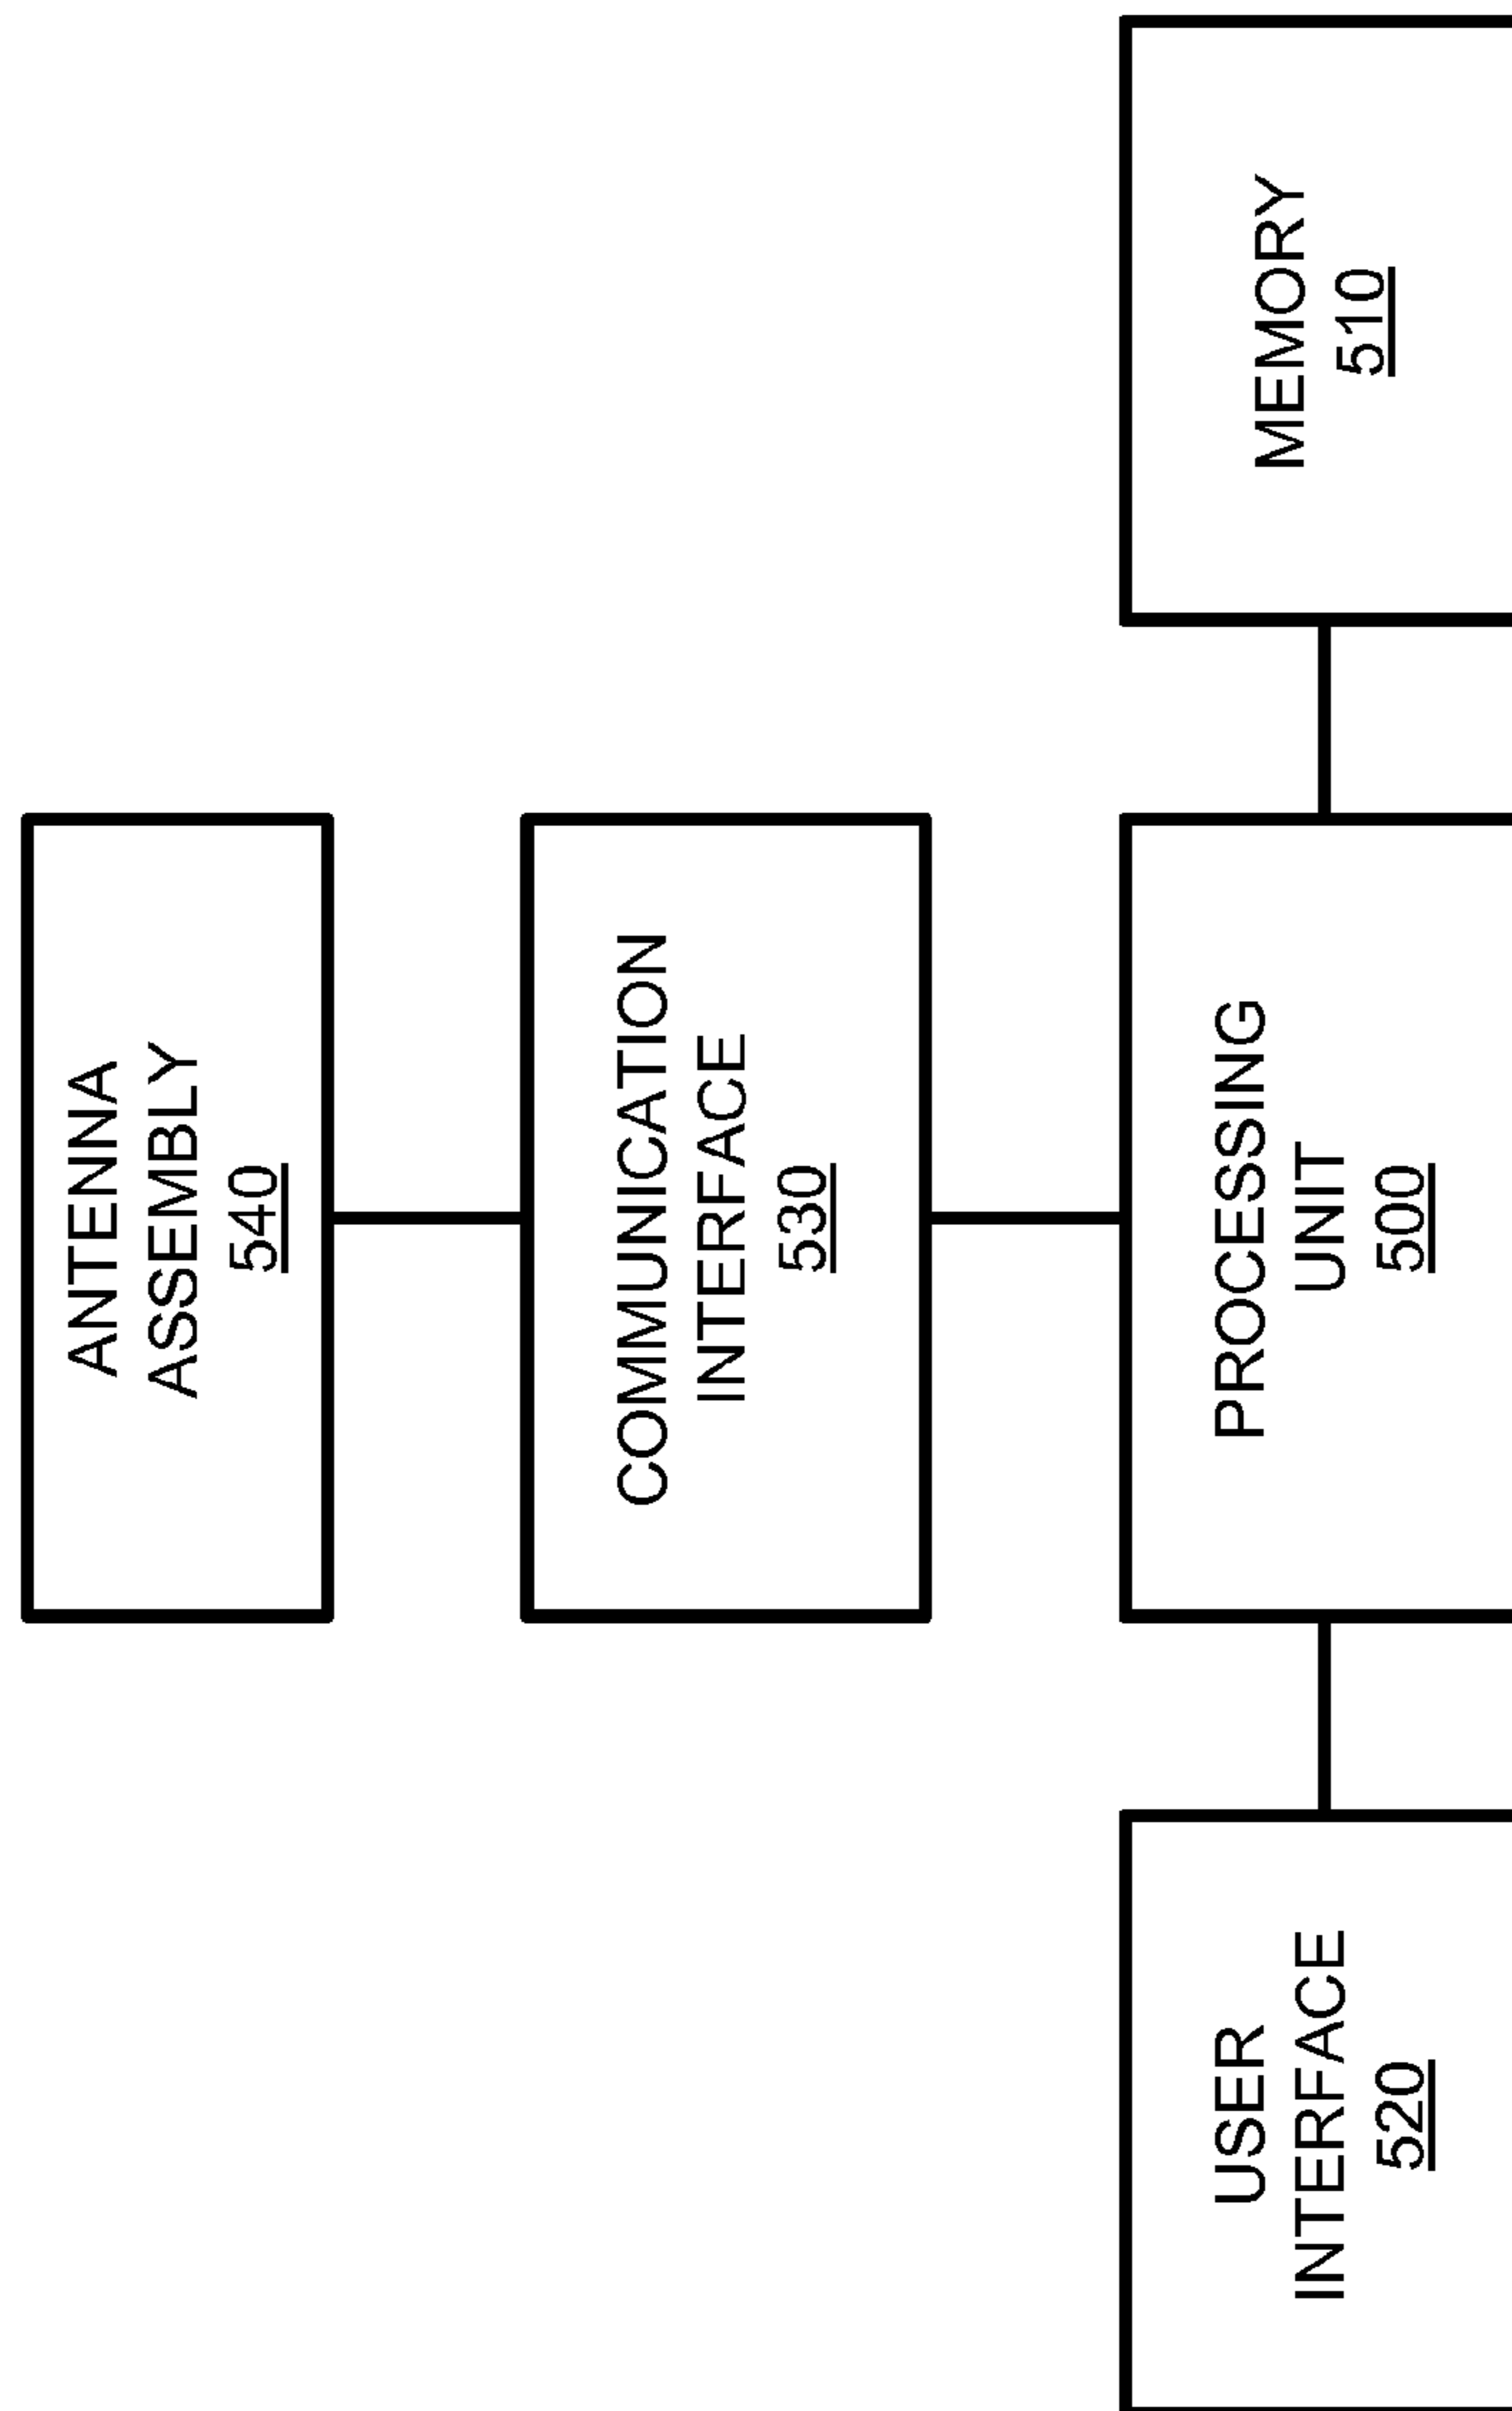 ANTENNA
ASSEMBLY
540
COMMUNICATION
INTERFACE
530
USER
INTERFACE
520
PROCESSING
UNIT
500
MEMORY
510